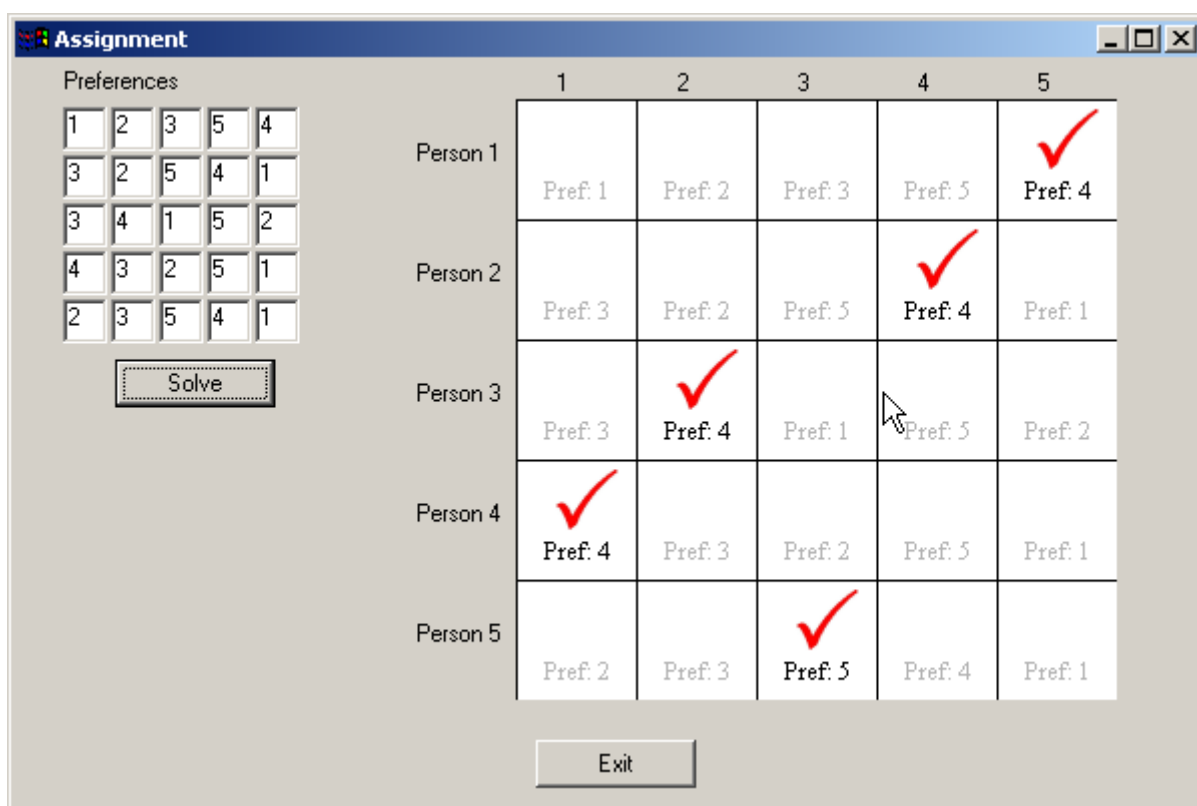 Assignment
Preferences
1 2 3 4 5
1 2 3 5 4
3 2 5 4 1
3 4 1 5 2
4 3 2 5 1
2 3 5 4 1
Solve
Person 1
Pref: 1 Pref: 2 Pref: 3 Pref: 5 Pref: 4
Person 2
Pref: 3 Pref: 2 Pref: 5 Pref: 4 Pref: 1
Person 3
Pref: 3 Pref: 4 Pref: 1 Pref: 5 Pref: 2
Person 4
Pref: 4 Pref: 3 Pref: 2 Pref: 5 Pref: 1
Person 5
Pref: 2 Pref: 3 Pref: 5 Pref: 4 Pref: 1
Exit